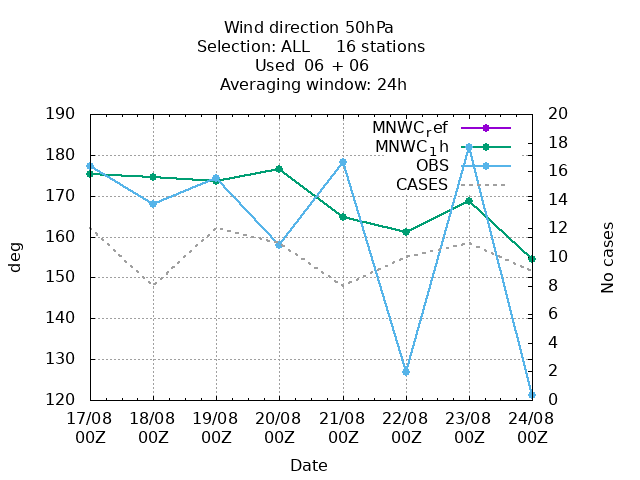 Wind direction 50hPa
Selection: ALL 16 stations
Used 06 + 06
Averaging window: 24h
190
180
170
160
150
140
130
120
deg
20
18
16
14
12
10
8
6
4
2
0
No cases
MNWC_ref
MNWC_1h
OBS
CASES
17/08 18/08 19/08 20/08 21/08 22/08 23/08 24/08
00Z 00Z 00Z 00Z 00Z 00Z 00Z 00Z
Date